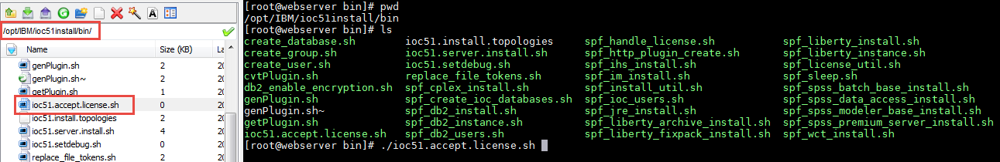 /opt/IBM/ioc51install/bin/
Name Size (KB) La
genPlugin.sh 2 20
genPlugin.sh~ 2 20
getPlugin.sh 1 20
ioc51.accept.license.sh 0 20
ioc51.install.topologies 2 20
ioc51.server.install.sh 4 20
ioc51.setdebug.sh 0 20
replace_file_tokens.sh 2 20
[root@webserver bin]# pwd
/opt/IBM/ioc51install/bin
[root@webserver bin]# ls
create_database.sh ioc51.install.topologies spf_handle_license.sh spf_liberty_install.sh
create_group.sh ioc51.server.install.sh spf_http_plugin_create.sh spf_liberty_instance.sh
create_user.sh ioc51.setdebug.sh spf_ihs_install.sh spf_license_util.sh
cvtPlugin.sh replace_file_tokens.sh spf_im_install.sh spf_sleep.sh
db2_enable_encryption.sh spf_cplex_install.sh spf_install_util.sh spf_spss_batch_base_install.sh
genPlugin.sh spf_create_ioc_databases.sh spf_ioc_users.sh spf_spss_data_access_install.sh
genPlugin.sh~ spf_db2_install.sh spf_jre_install.sh spf_spss_modeler_base_install.sh
getPlugin.sh spf_db2_instance.sh spf_liberty_archive_install.sh spf_spss_premium_server_install.sh
ioc51.accept.license.sh spf_db2_users.sh spf_liberty_fixpack_install.sh spf_wct_install.sh
[root@webserver bin]# ./ioc51.accept.license.sh